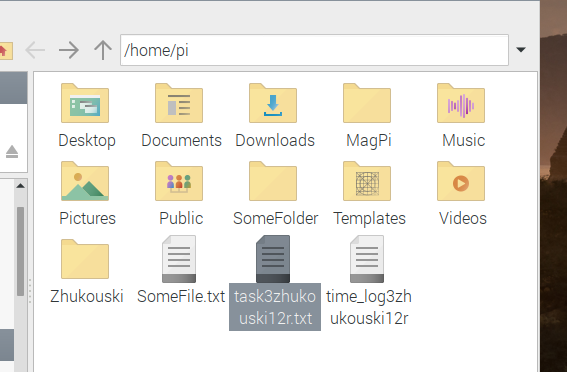 /home/pi
Desktop
Documents
Downloads
MagPi
Music
Pictures
Public
SomeFolder
Templates
Videos
Zhukouski
SomeFile.txt
task3zhuko
uski12r.txt
time_log3zh
ukouski12r